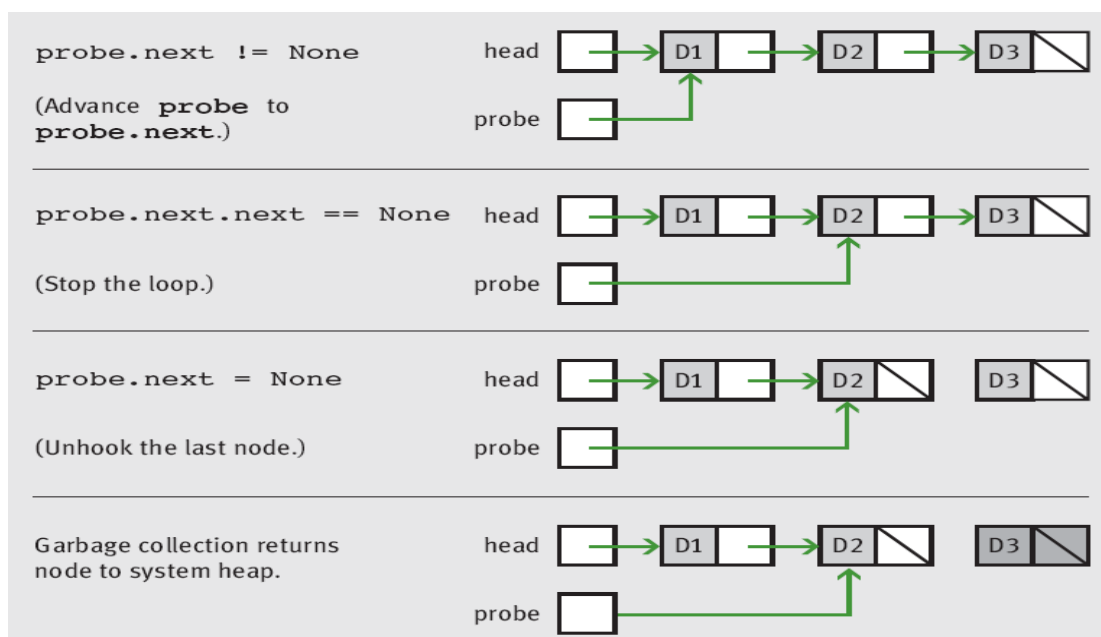 probe.next != None
head D1 D2 D3
(Advance probe to
probe.next.)
probe
probe.next.next == None
head D1 D2 D3
(Stop the loop.)
probe
probe.next = None
head D1 D2 D3
(Unhook the last node.)
probe
Garbage collection returns
node to system heap.
head D1 D2 D3
probe